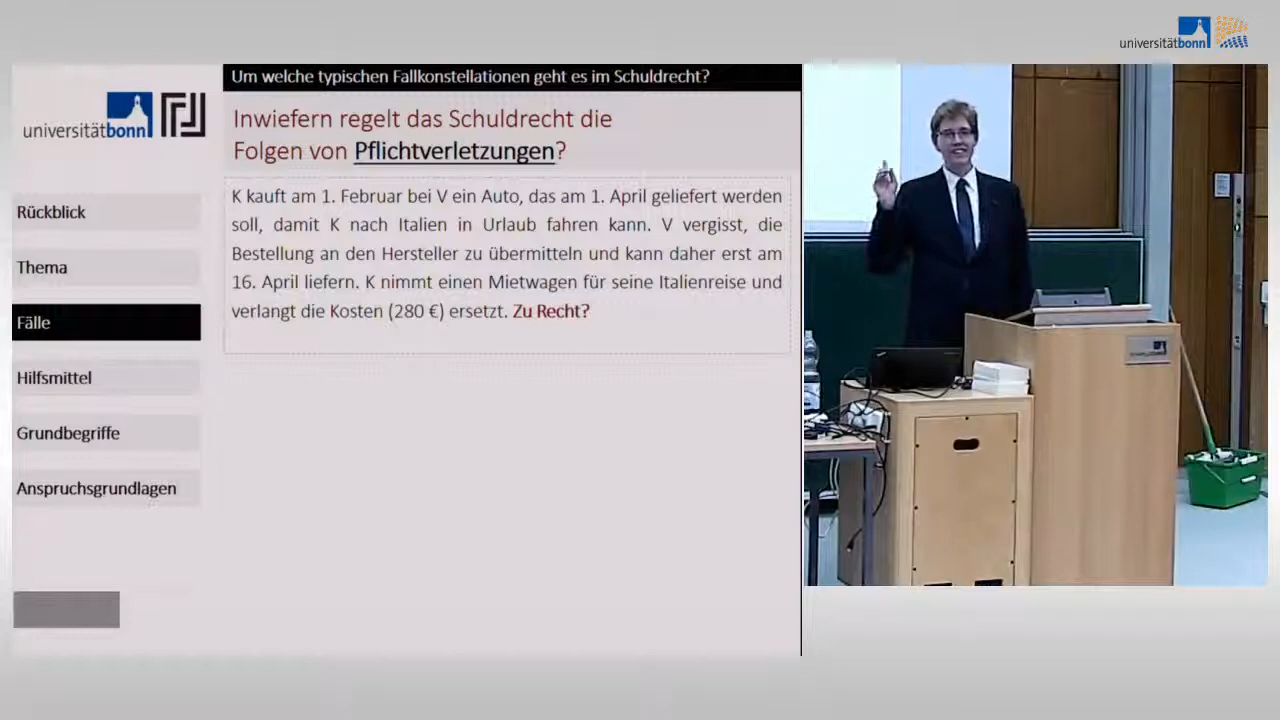 universitätbonn
Um welche typischen Fallkonstellationen geht es im Schuldrecht?
universitätbonn
Inwiefern regelt das Schuldrecht die
Folgen von Pflichtverletzungen?
K kauft am 1. Februar bei V ein Auto, das am 1. April geliefert werden
soll, damit K nach Italien in Urlaub fahren kann. V vergisst, die
Bestellung an den Hersteller zu übermitteln und kann daher erst am
16. April liefern. K nimmt einen Mietwagen für seine Italienreise und
verlangt die Kosten (280 €) ersetzt. Zu Recht?
Rückblick
Thema
Fälle
Hilfsmittel
Grundbegriffe
Anspruchsgrundlagen